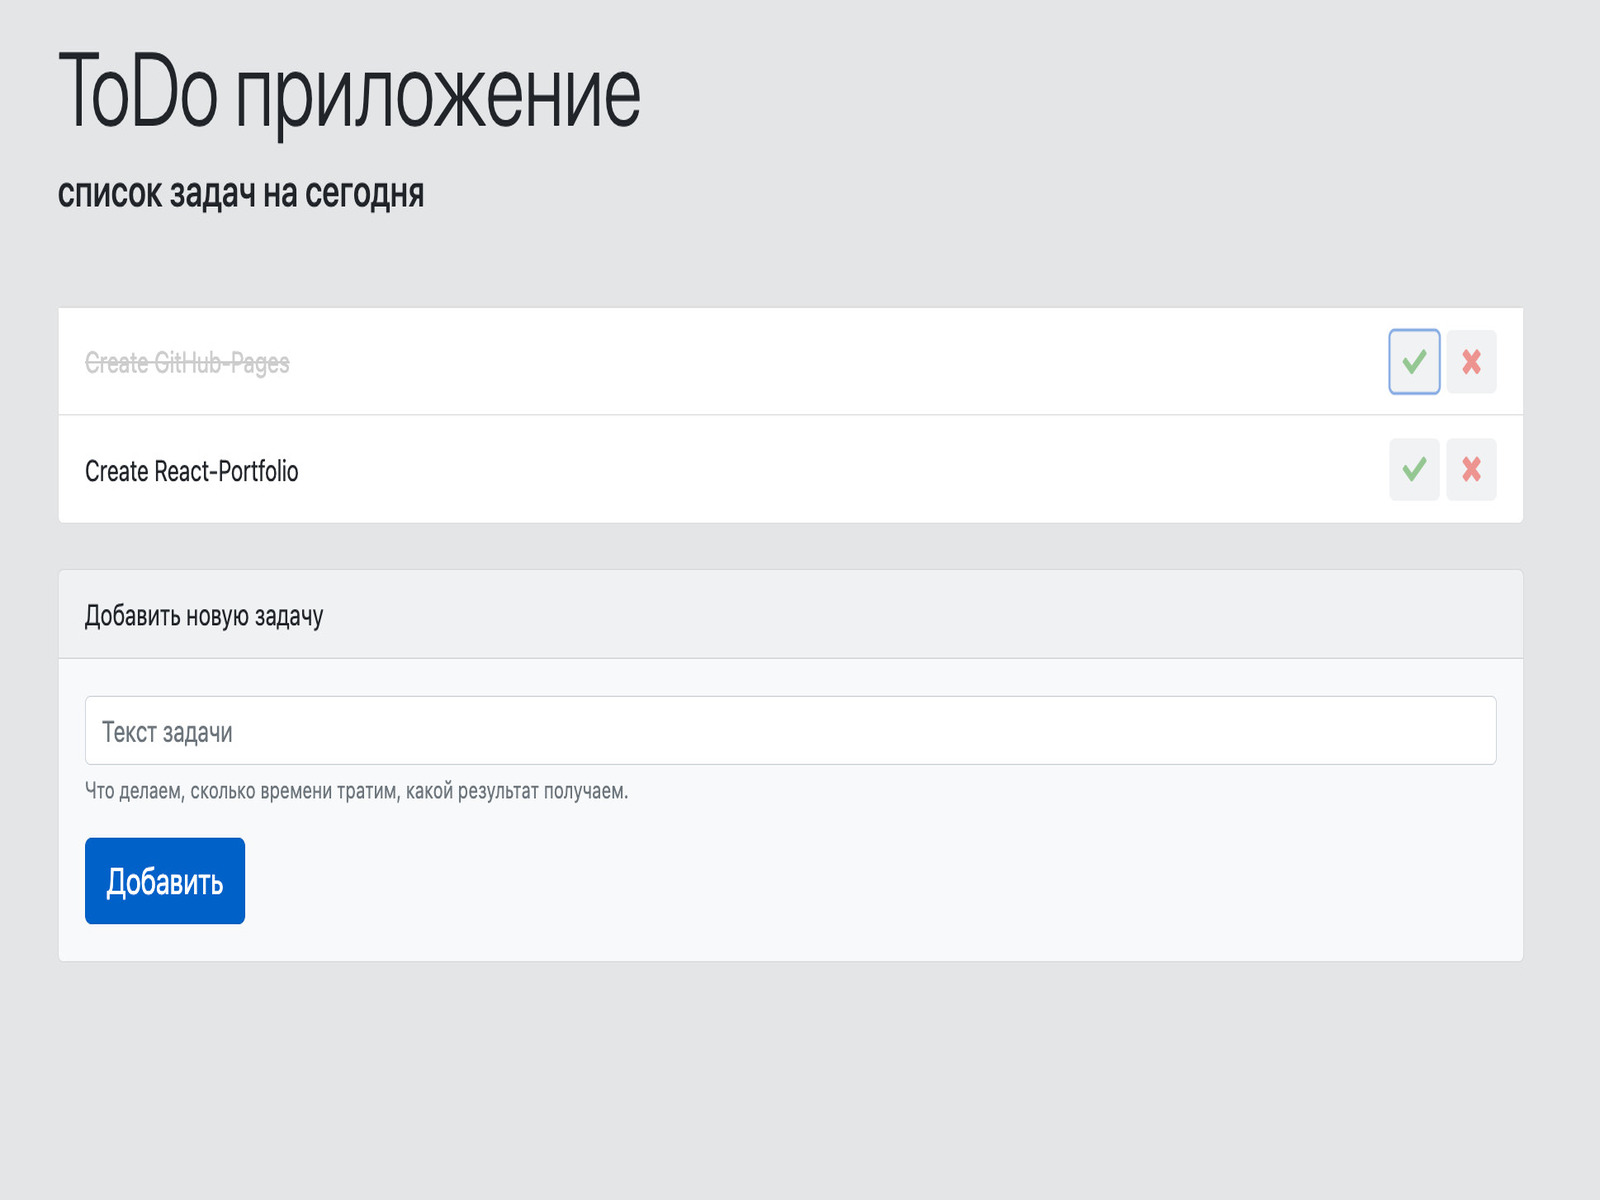 ToDo приложение
список задач на сегодня
Create GitHub-Pages
Create React-Portfolio
Добавить новую задачу
Текст задачи
Что делаем, сколько времени тратим, какой результат получаем.
Добавить